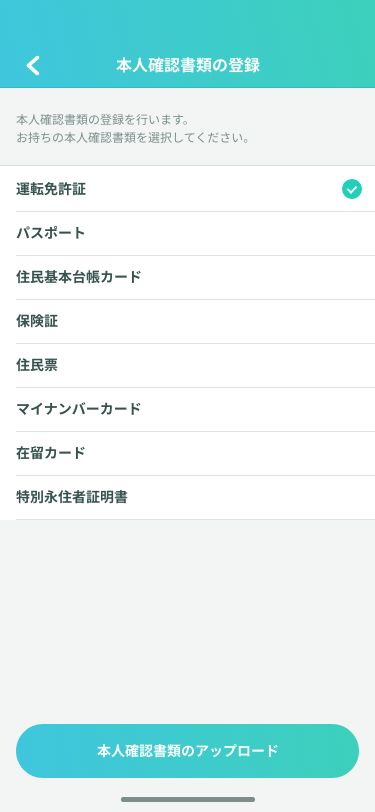 本人確認書類の登録
本人確認書類の登録を行います。
お持ちの本人確認書類を選択してください。
運転免許証
パスポート
住民基本台帳カード
保険証
住民票
マイナンバーカード
在留カード
特別永住者証明書
本人確認書類のアップロード